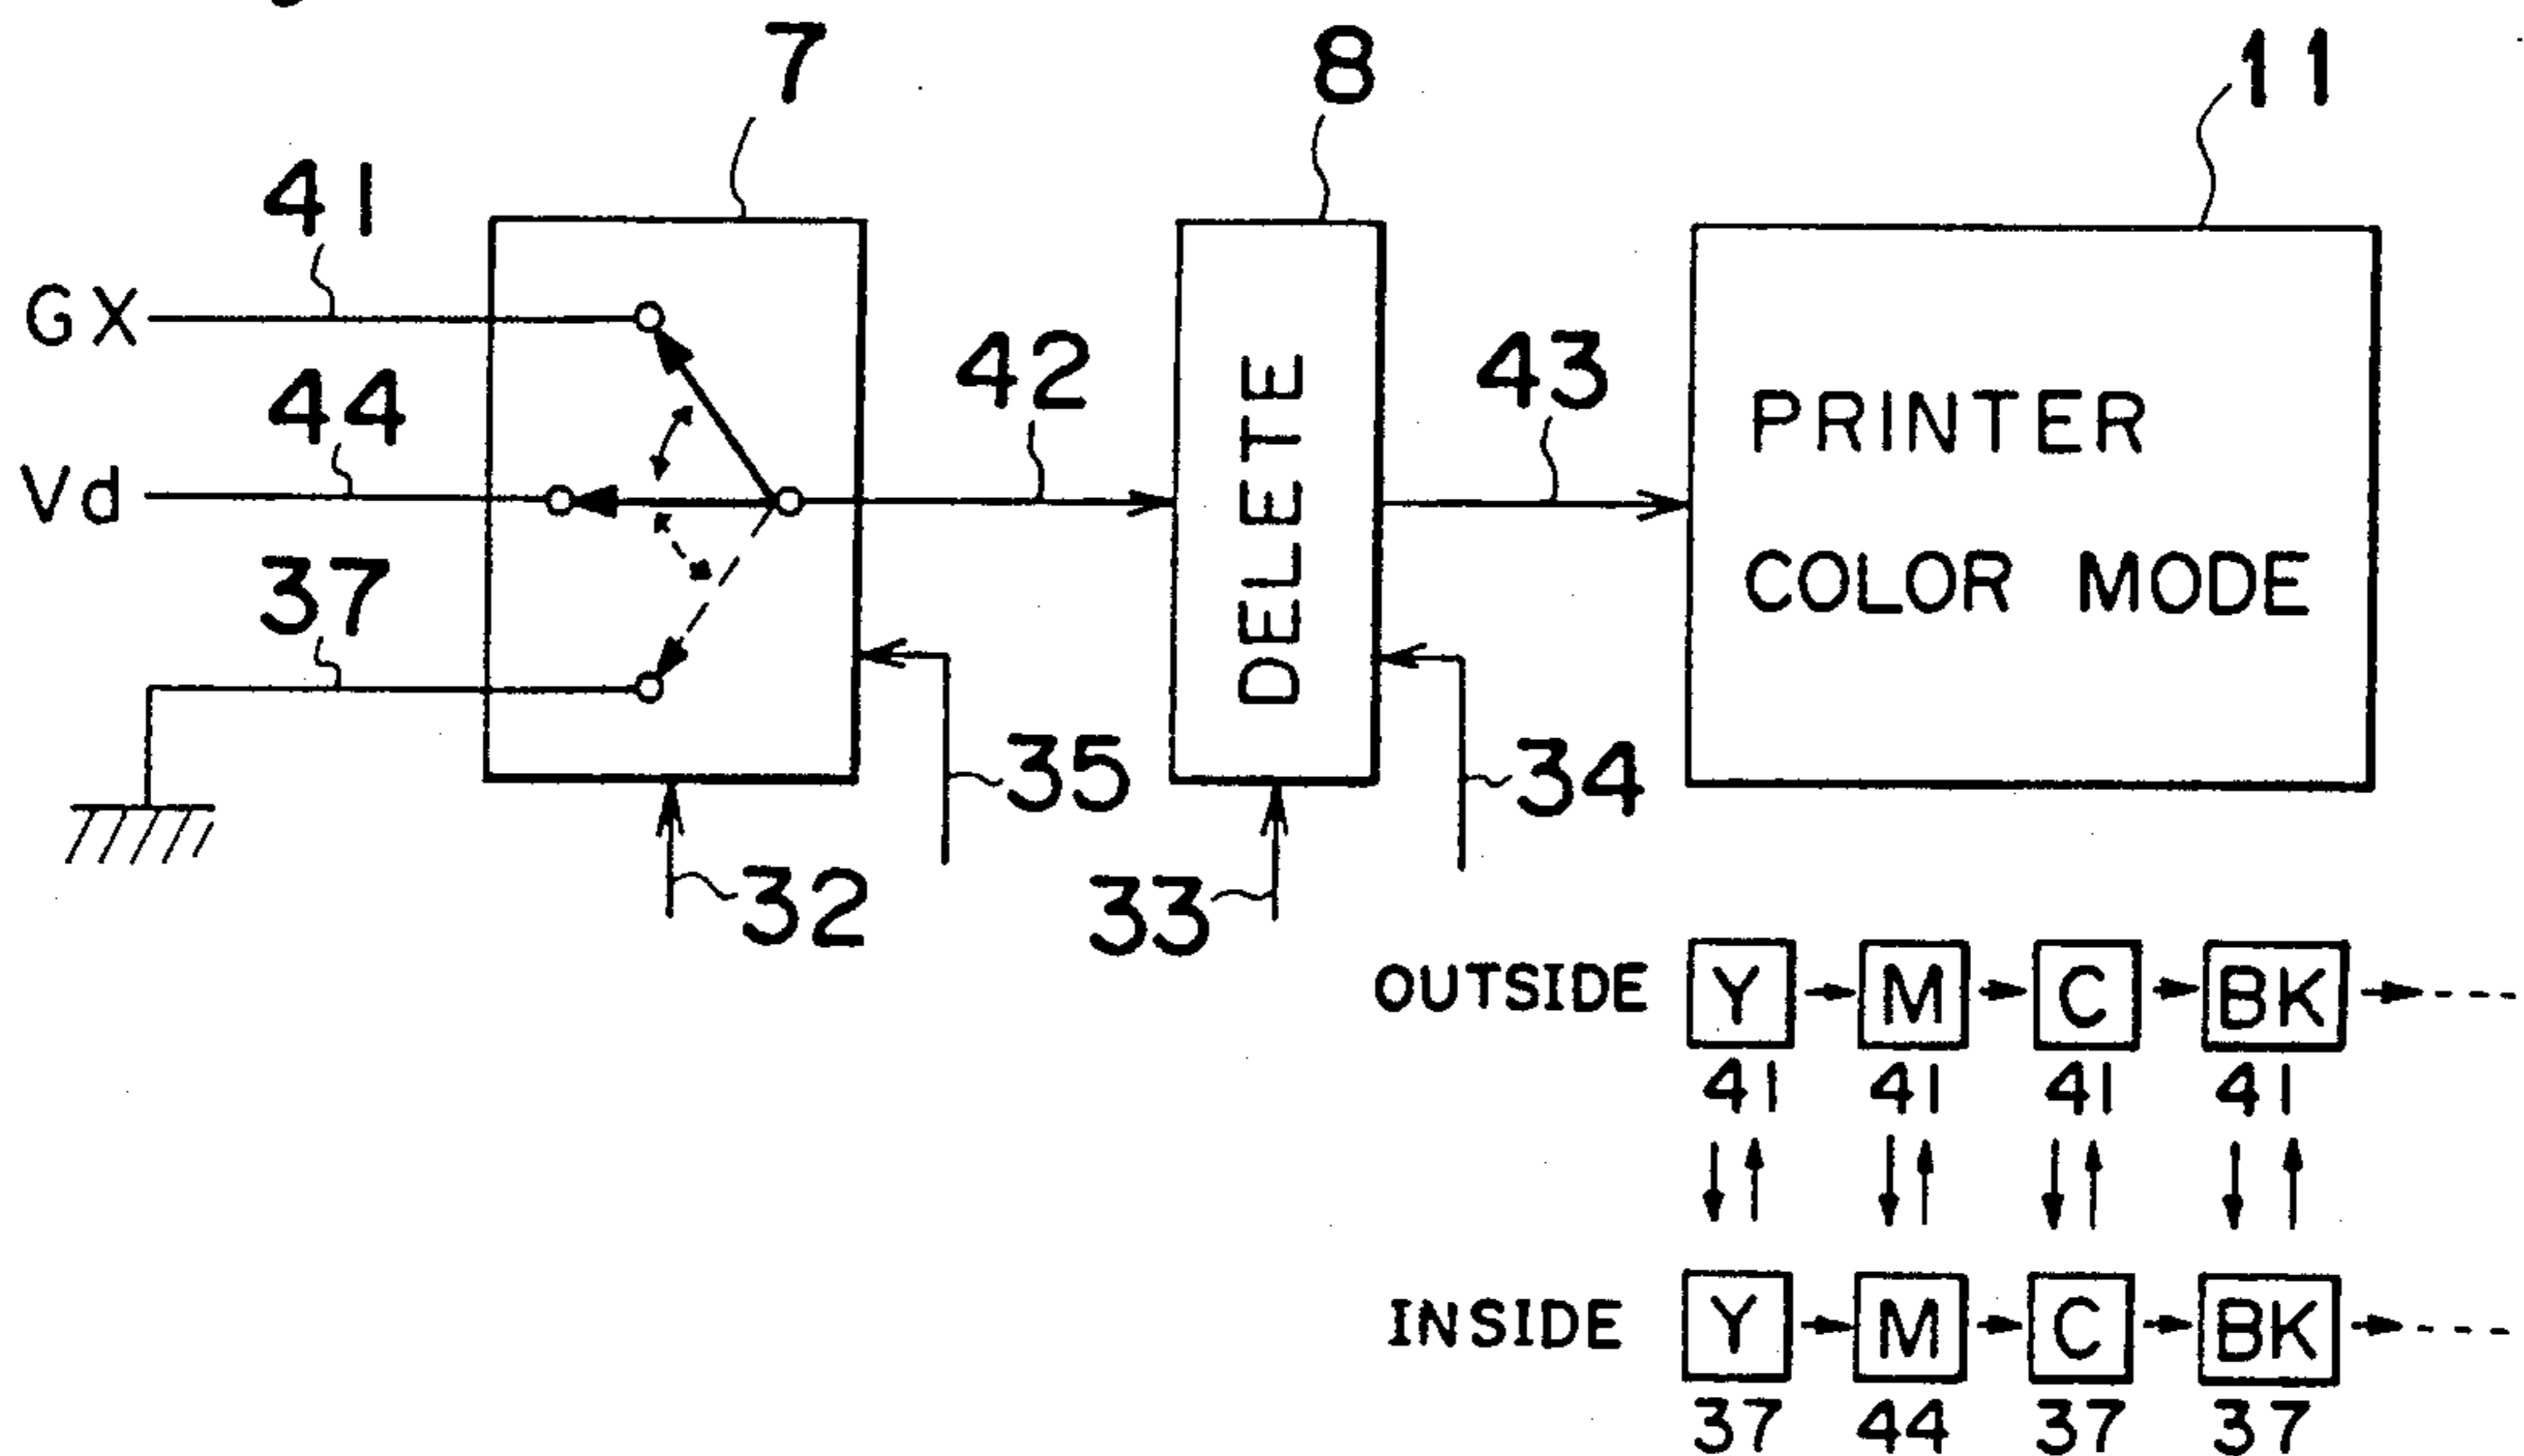 7
8
11
41
GX
44
42
43
Vd
37
DELETE
PRINTER
COLOR MODE
35
34
32
33
OUTSIDE Y M C BK
41 41 41 41
INSIDE Y M C BK
37 44 37 37